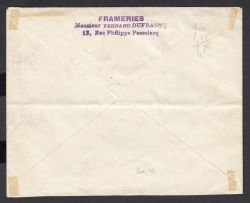 FRAMERIES
Monsieur FERNAND DUFRASNE
12, Rue Philippe Passelecq